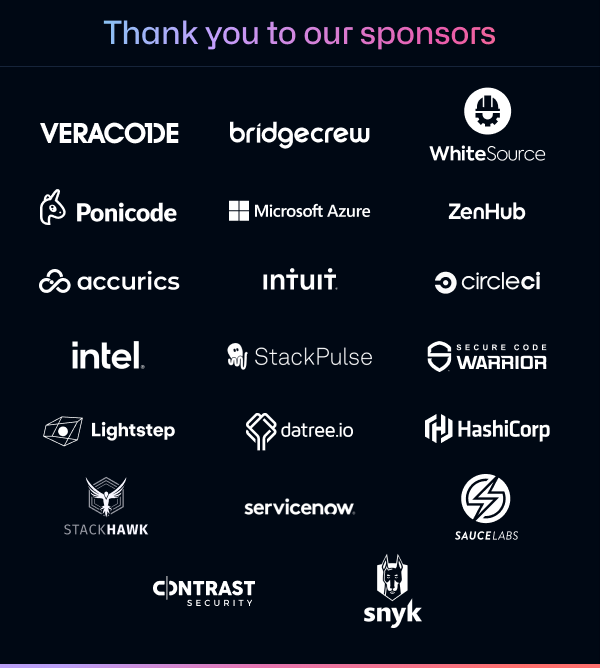 Thank you to our sponsors
VERACODE
bridgecrew
WhiteSource
Ponicode
Microsoft Azure
ZenHub
accurics
intuit
circleci
intel
StackPulse
SECURE CODE
WARRIOR
Lightstep
datree.io
HashiCorp
STACKHAWK
servicenow
SAUCELABS
CONTRAST
SECURITY
snyk